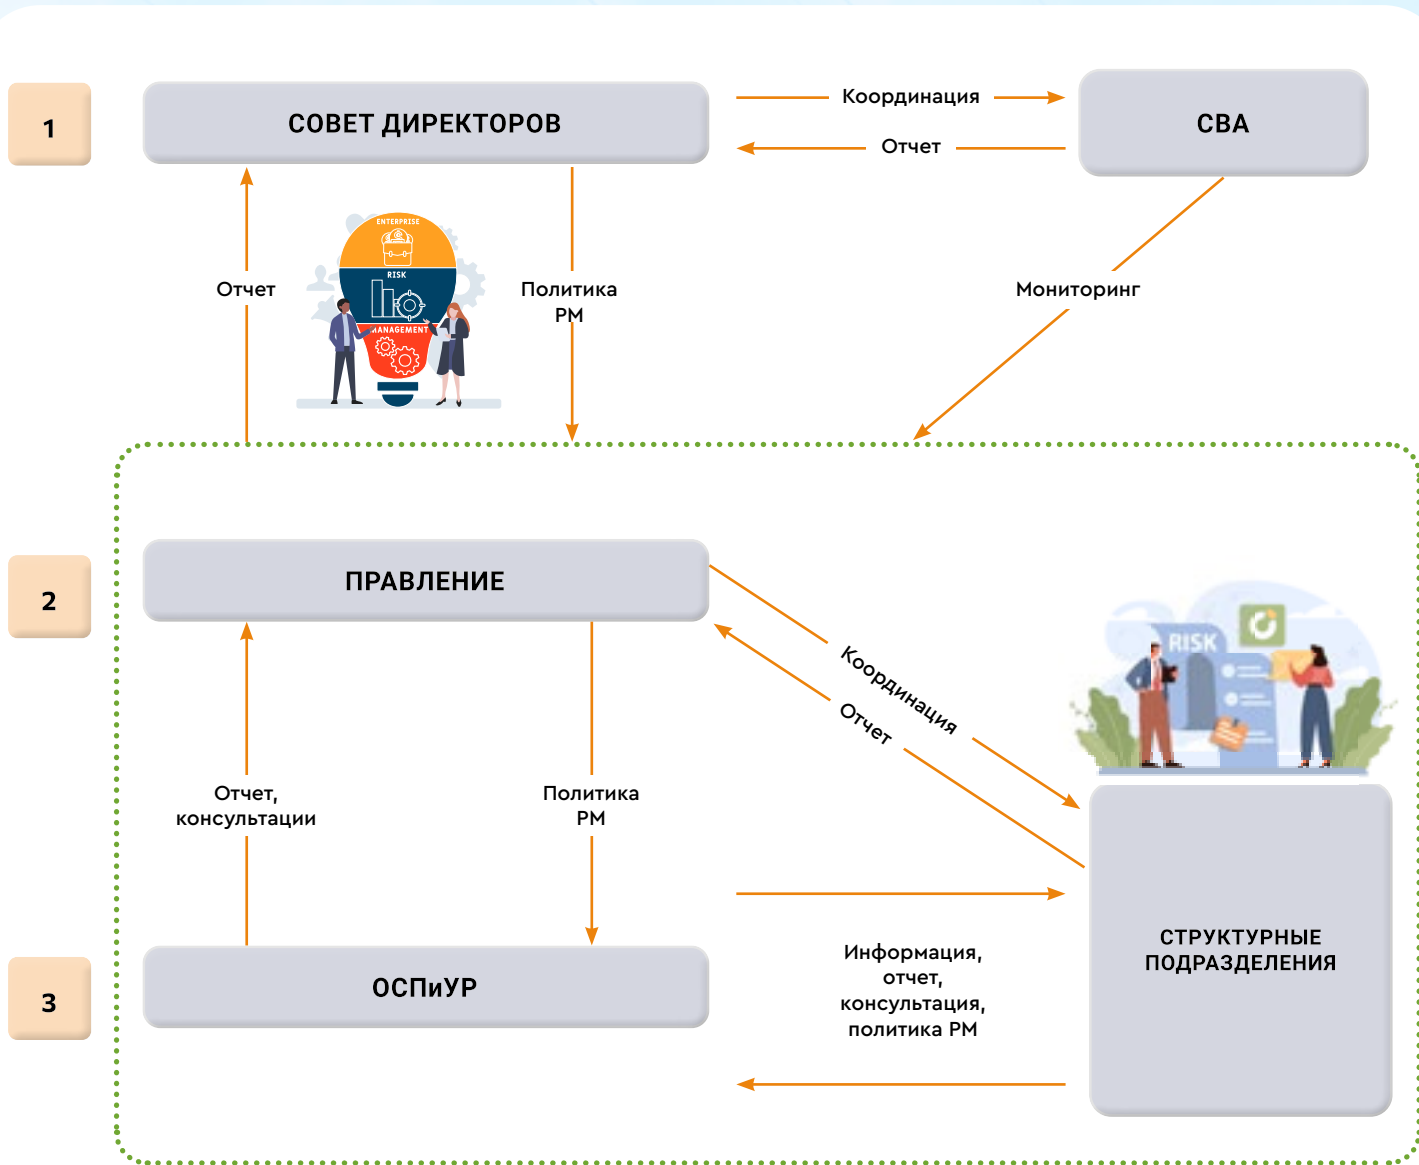 1
СОВЕТ ДИРЕКТОРОВ
Координация
Отчет
СВА
Отчет
ENTERPRISE
RISK
MANAGEMENT
Политика
РМ
Мониторинг
2
ПРАВЛЕНИЕ
Координация
Отчет
RISK
Отчет,
консультации
Политика
РМ
3
ОСПиУР
Информация,
отчет,
консультация,
политика РМ
СТРУКТУРНЫЕ
ПОДРАЗДЕЛЕНИЯ